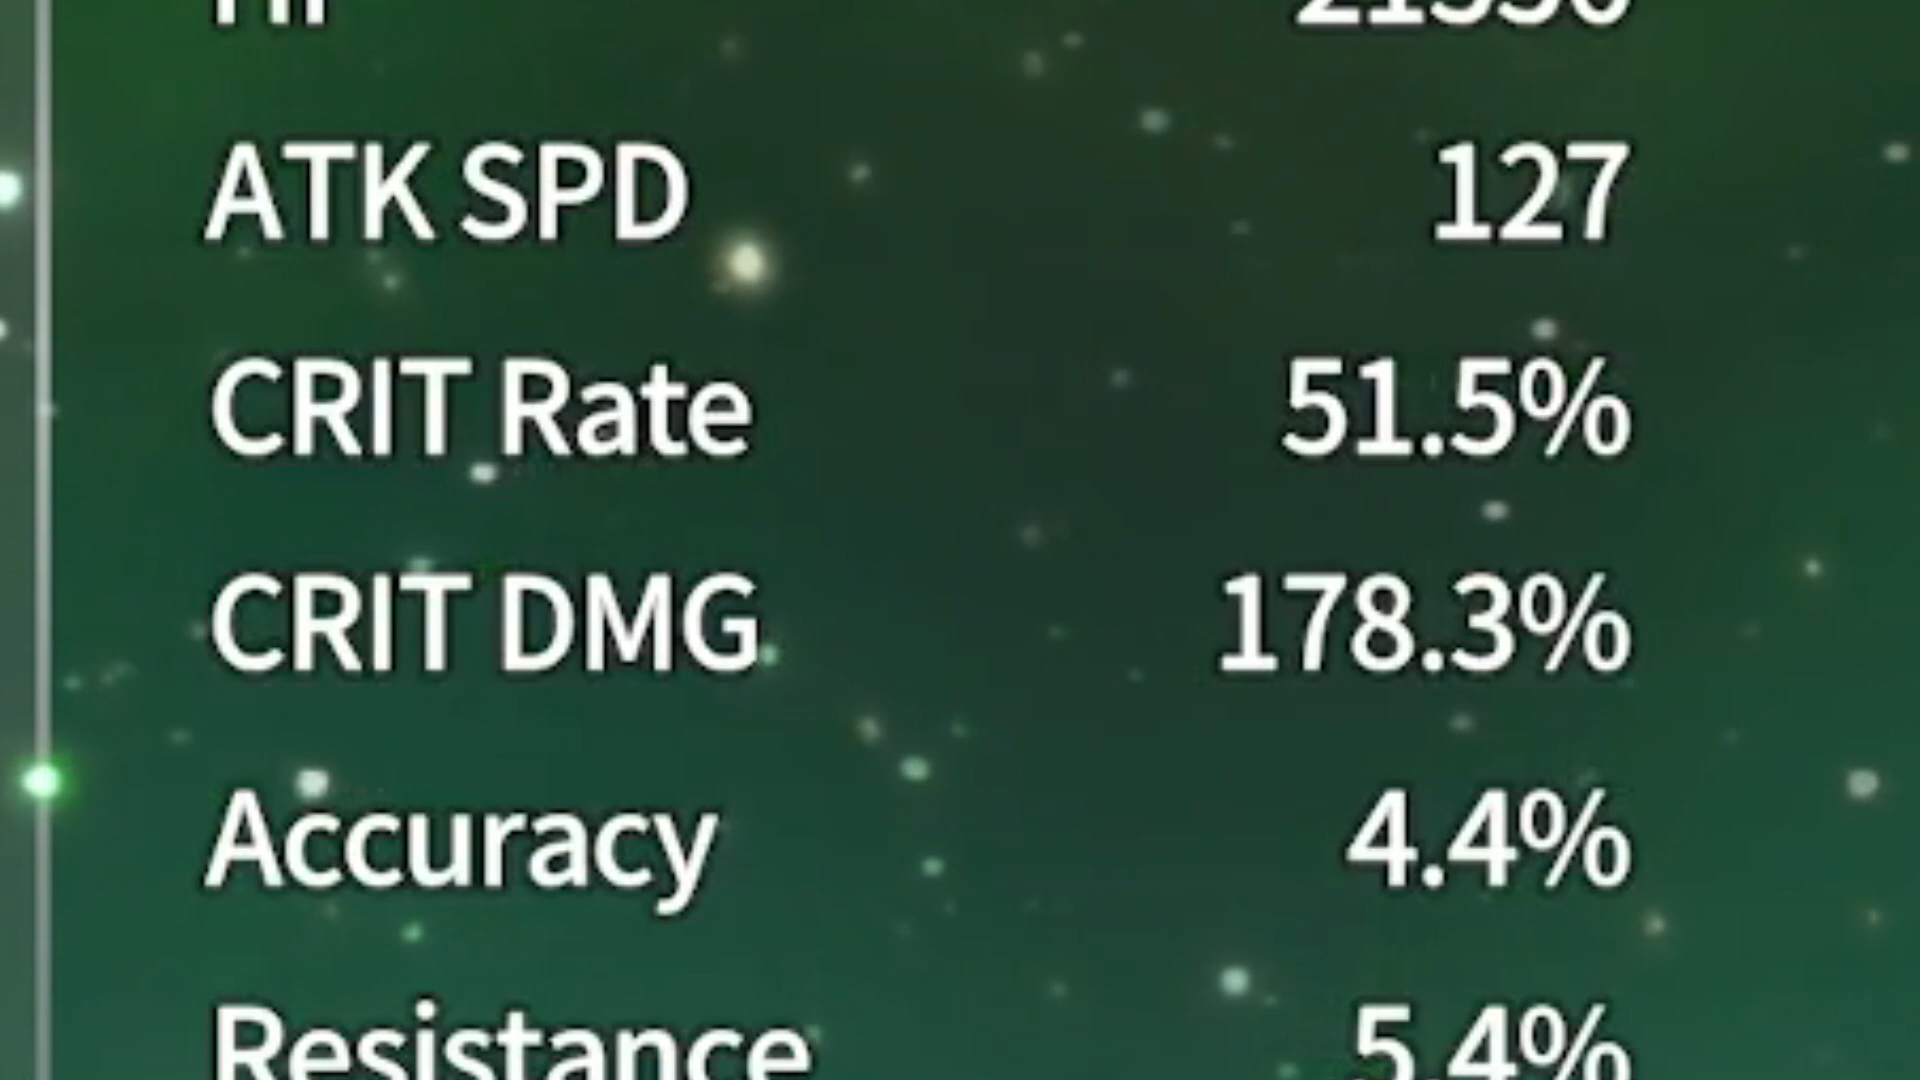 ATK SPD 127
CRIT Rate 51.5%
CRIT DMG 178.3%
Accuracy 4.4%
Resistance 5.4%